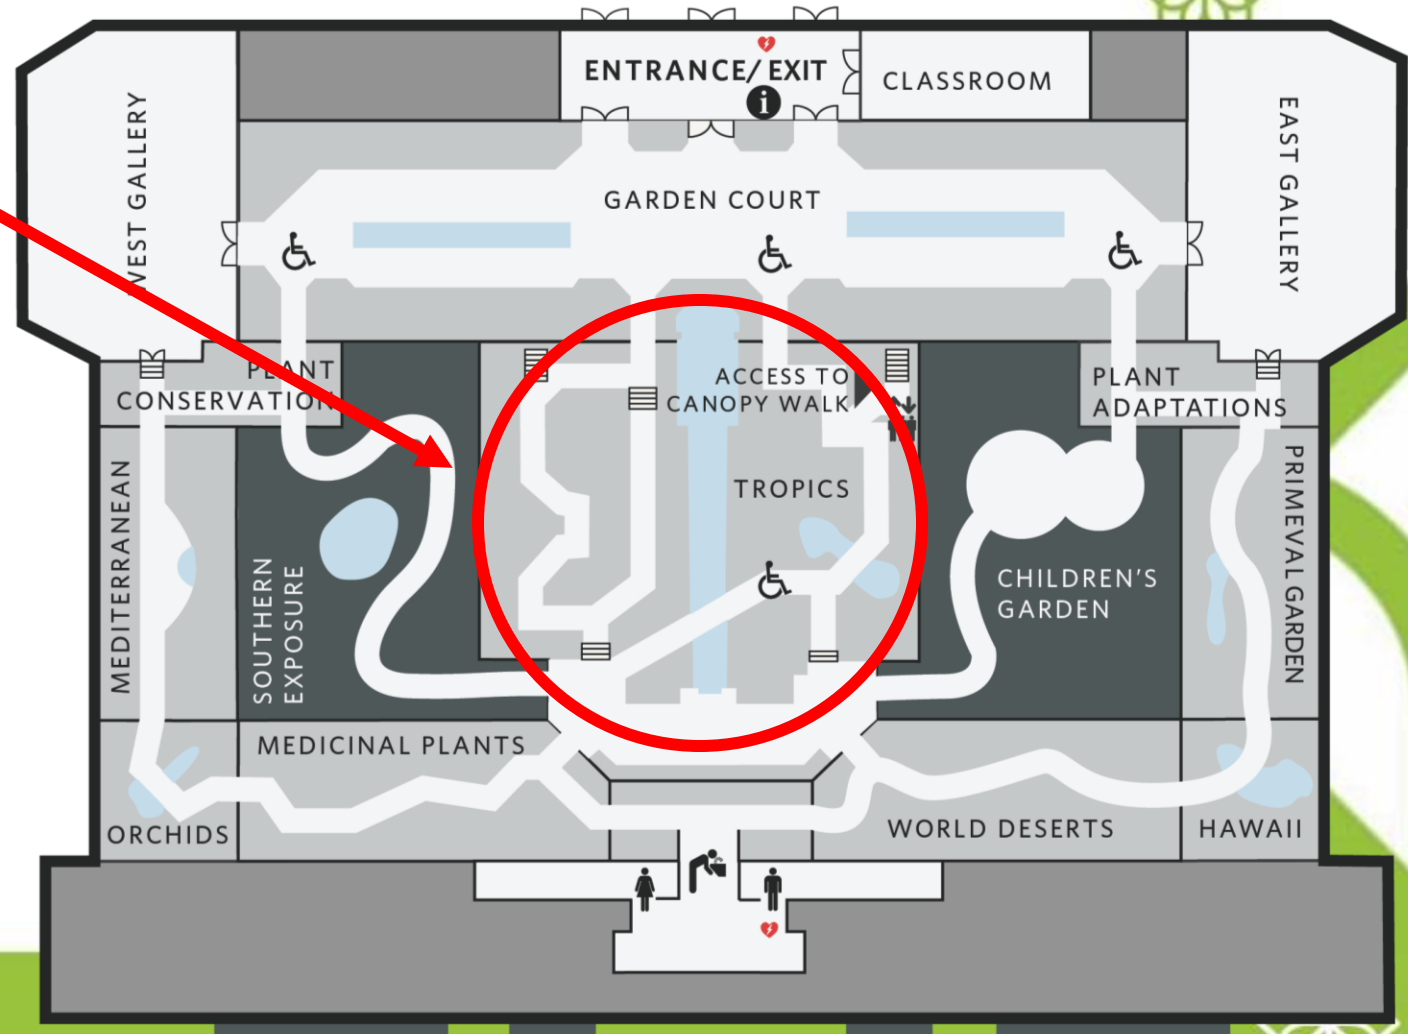 ENTRANCE/EXIT
i
CLASSROOM
WEST GALLERY
EAST GALLERY
GARDEN COURT
PLANT
CONSERVATION
ACCESS TO
CANOPY WALK
PLANT
ADAPTATIONS
MEDITERRANEAN
SOUTHERN
EXPOSURE
TROPICS
CHILDREN'S
GARDEN
PRIMEVAL GARDEN
MEDICINAL PLANTS
ORCHIDS
WORLD DESERTS
HAWAII